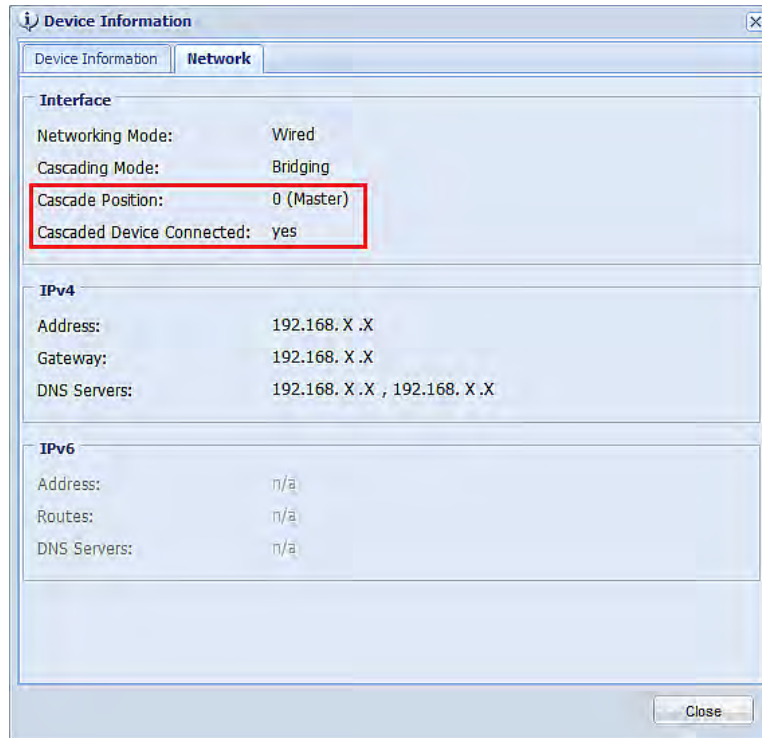 Device Information
Device Information Network
Interface
Networking Mode: Wired
Cascading Mode: Bridging
Cascade Position: 0 (Master)
Cascaded Device Connected: yes
IPv4
Address: 192.168. X .X
Gateway: 192.168. X .X
DNS Servers: 192.168. X .X , 192.168. X .X
IPv6
Address: n/a
Routes: n/a
DNS Servers: n/a
Close